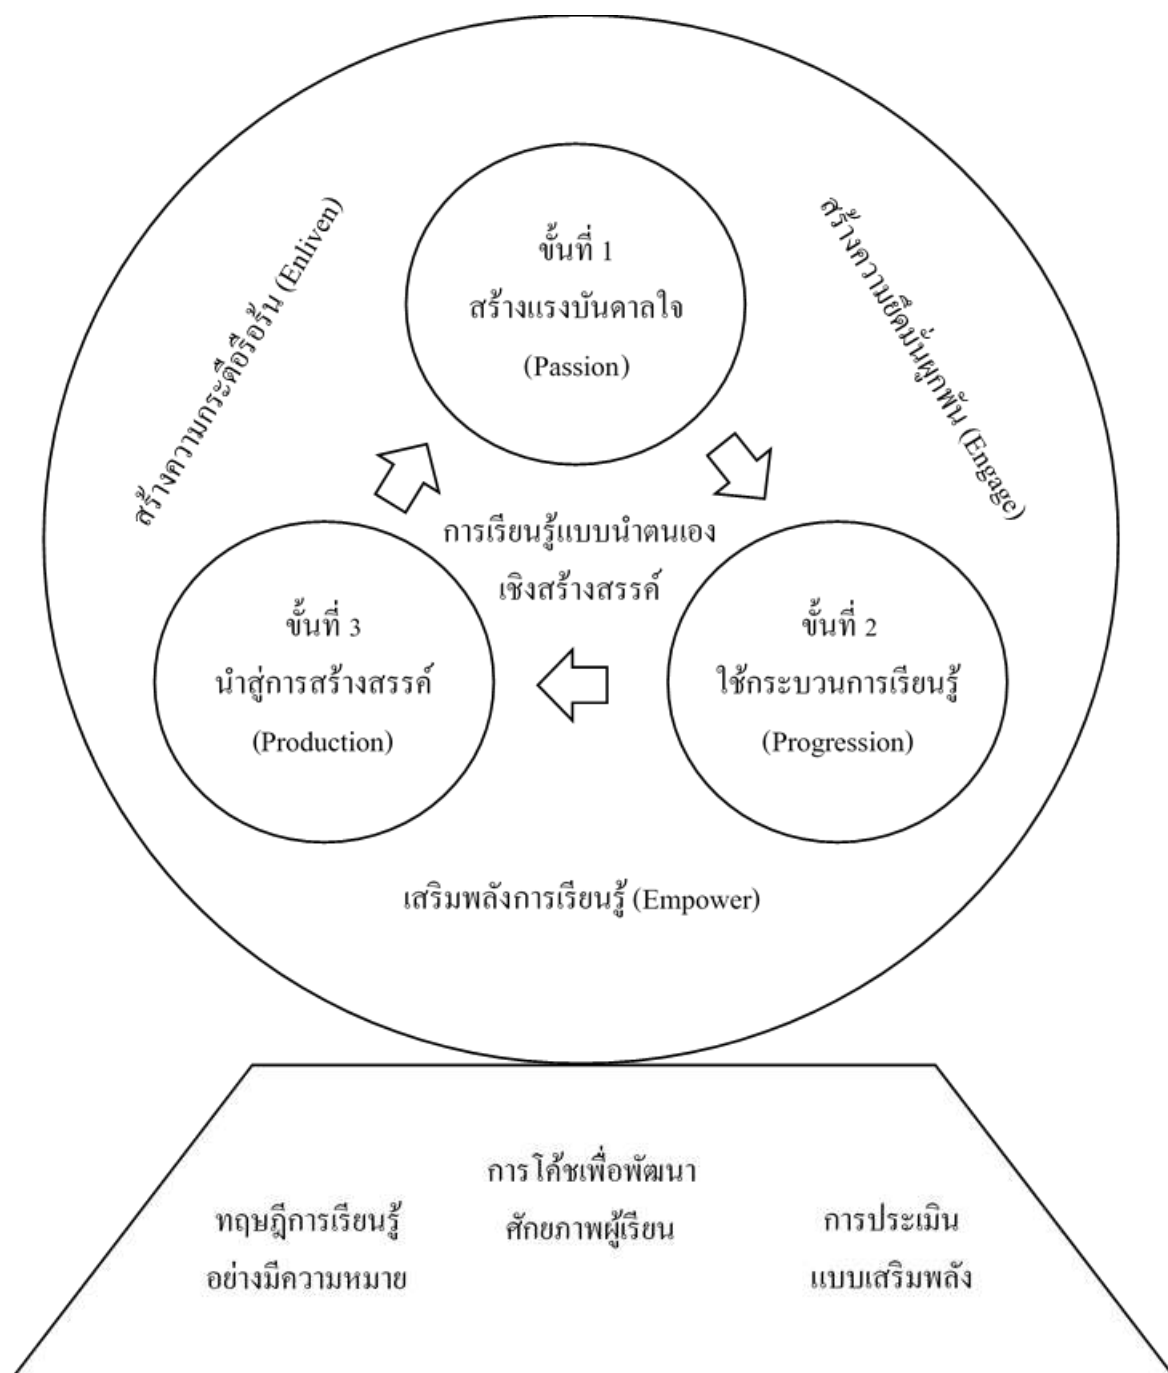 ขั้นที่ 1
สร้างแรงบันดาลใจ
(Passion)
สร้างความกระตือรือร้น (Enliven)
สร้างความยึดมั่นผูกพัน (Engage)
การเรียนรู้แบบนำตนเอง
เชิงสร้างสรรค์
ขั้นที่ 2
ใช้กระบวนการเรียนรู้
(Progression)
ขั้นที่ 3
นำสู่การสร้างสรรค์
(Production)
เสริมพลังการเรียนรู้ (Empower)
ทฤษฎีการเรียนรู้
อย่างมีความหมาย
การโค้ชเพื่อพัฒนา
ศักยภาพผู้เรียน
การประเมิน
แบบเสริมพลัง